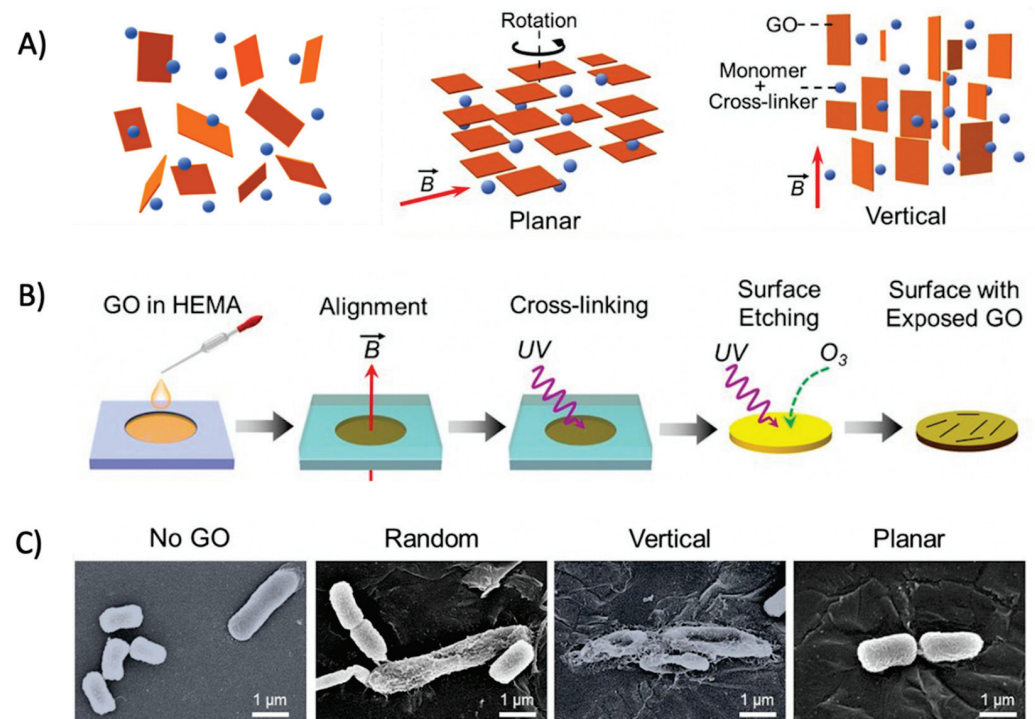 A)
Rotation
B
Planar
GO
Monomer
+
Cross-linker
B
Vertical
B)
GO in HEMA
Alignment
B
Cross-linking
UV
Surface
Etching
UV
O₃
Surface with
Exposed GO
C)
No GO
Random
Vertical
Planar
1 µm
1 µm
1 µm
1 µm